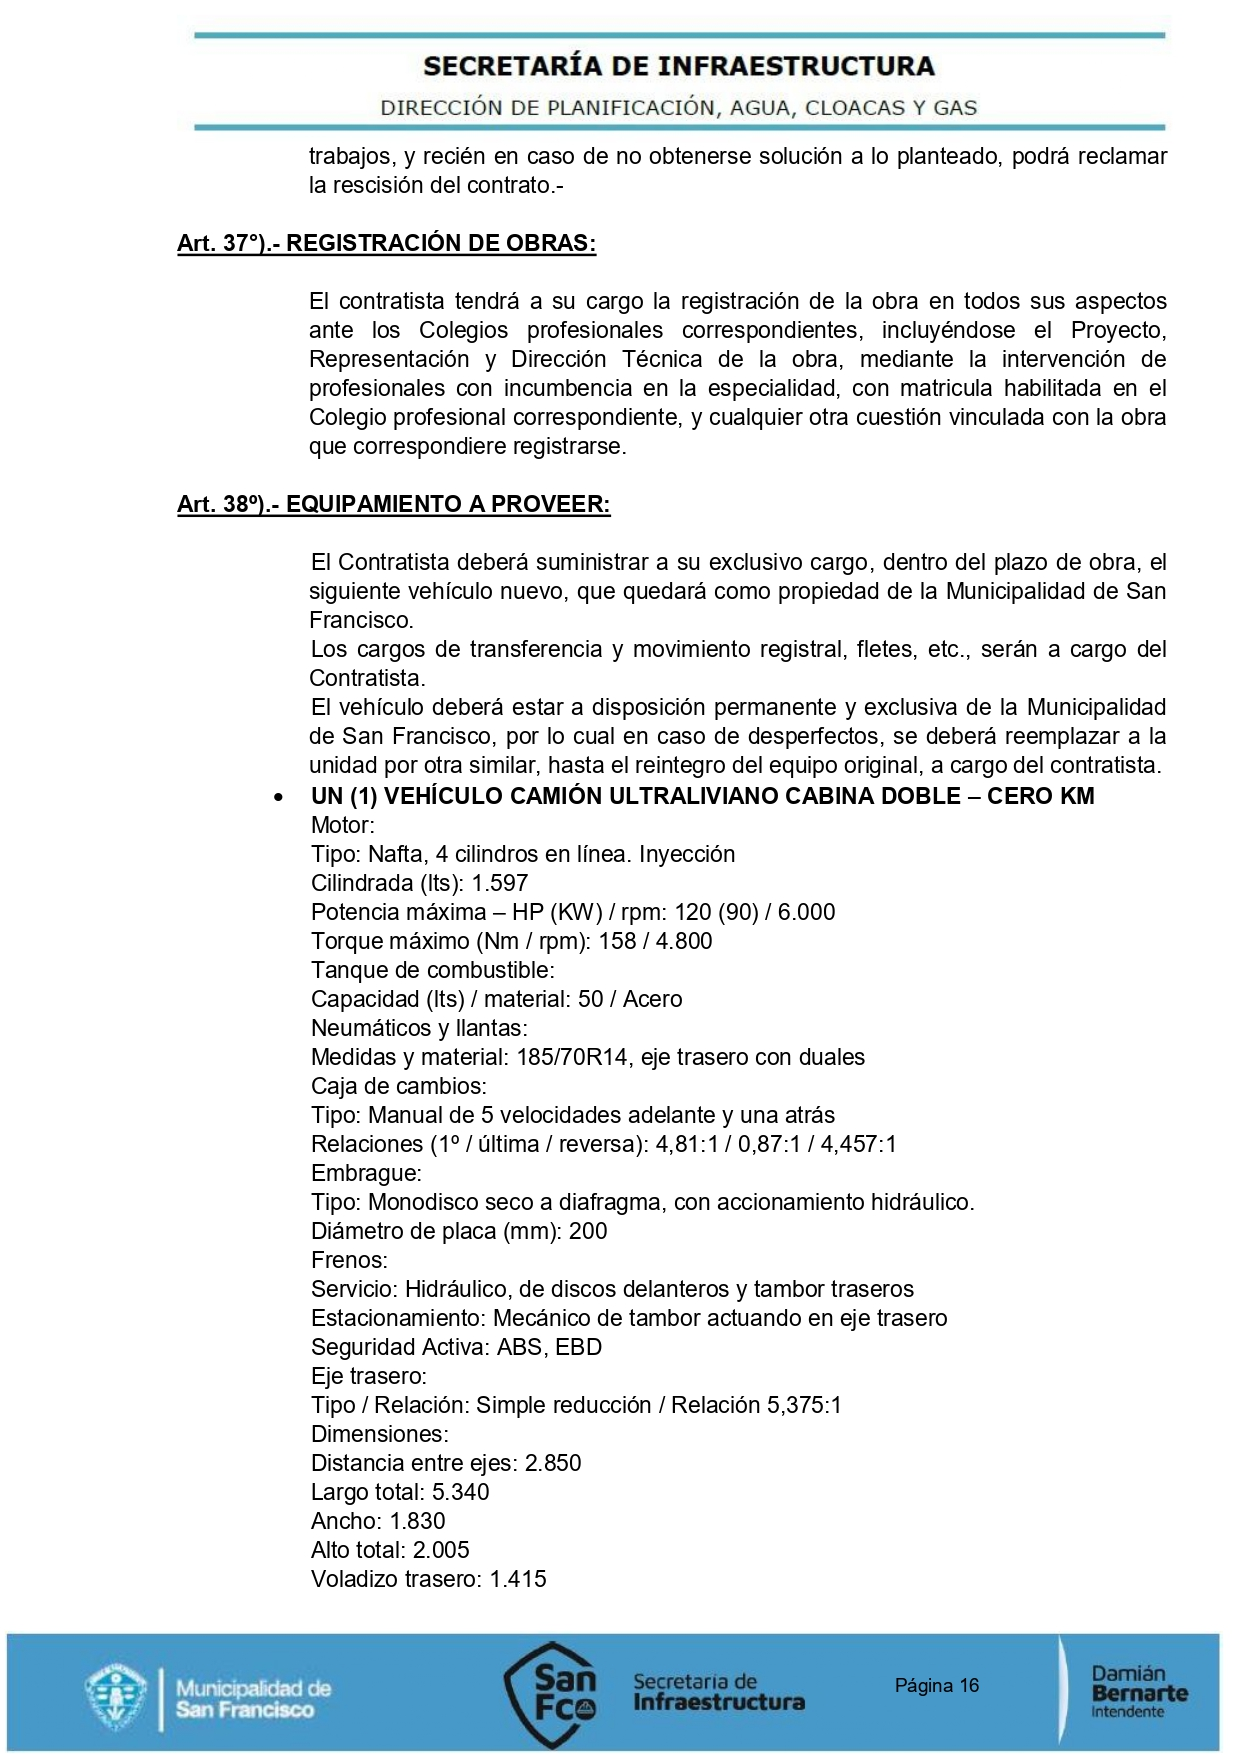 SECRETARÍA DE INFRAESTRUCTURA
DIRECCIÓN DE PLANIFICACIÓN, AGUA, CLOACAS Y GAS
trabajos, y recién en caso de no obtenerse solución a lo planteado, podrá reclamar
la rescisión del contrato.-
Art. 37°).- REGISTRACIÓN DE OBRAS:
El contratista tendrá a su cargo la registración de la obra en todos sus aspectos
ante los Colegios profesionales correspondientes, incluyéndose el Proyecto,
Representación y Dirección Técnica de la obra, mediante la intervención de
profesionales con incumbencia en la especialidad, con matricula habilitada en el
Colegio profesional correspondiente, y cualquier otra cuestión vinculada con la obra
que correspondiere registrarse.
Art. 38º).- EQUIPAMIENTO A PROVEER:
El Contratista deberá suministrar a su exclusivo cargo, dentro del plazo de obra, el
siguiente vehículo nuevo, que quedará como propiedad de la Municipalidad de San
Francisco.
Los cargos de transferencia y movimiento registral, fletes, etc., serán a cargo del
Contratista.
El vehículo deberá estar a disposición permanente y exclusiva de la Municipalidad
de San Francisco, por lo cual en caso de desperfectos, se deberá reemplazar a la
unidad por otra similar, hasta el reintegro del equipo original, a cargo del contratista.
• UN (1) VEHÍCULO CAMIÓN ULTRALIVIANO CABINA DOBLE – CERO KM
Motor:
Tipo: Nafta, 4 cilindros en línea. Inyección
Cilindrada (lts): 1.597
Potencia máxima – HP (KW) / rpm: 120 (90) / 6.000
Torque máximo (Nm / rpm): 158 / 4.800
Tanque de combustible:
Capacidad (lts) / material: 50 / Acero
Neumáticos y llantas:
Medidas y material: 185/70R14, eje trasero con duales
Caja de cambios:
Tipo: Manual de 5 velocidades adelante y una atrás
Relaciones (1º / última / reversa): 4,81:1 / 0,87:1 / 4,457:1
Embrague:
Tipo: Monodisco seco a diafragma, con accionamiento hidráulico.
Diámetro de placa (mm): 200
Frenos:
Servicio: Hidráulico, de discos delanteros y tambor traseros
Estacionamiento: Mecánico de tambor actuando en eje trasero
Seguridad Activa: ABS, EBD
Eje trasero:
Tipo / Relación: Simple reducción / Relación 5,375:1
Dimensiones:
Distancia entre ejes: 2.850
Largo total: 5.340
Ancho: 1.830
Alto total: 2.005
Voladizo trasero: 1.415
Municipalidad de
San Francisco
San
Fco
Secretaría de
Infraestructura
Página 16
Damián
Bernarte
Intendente